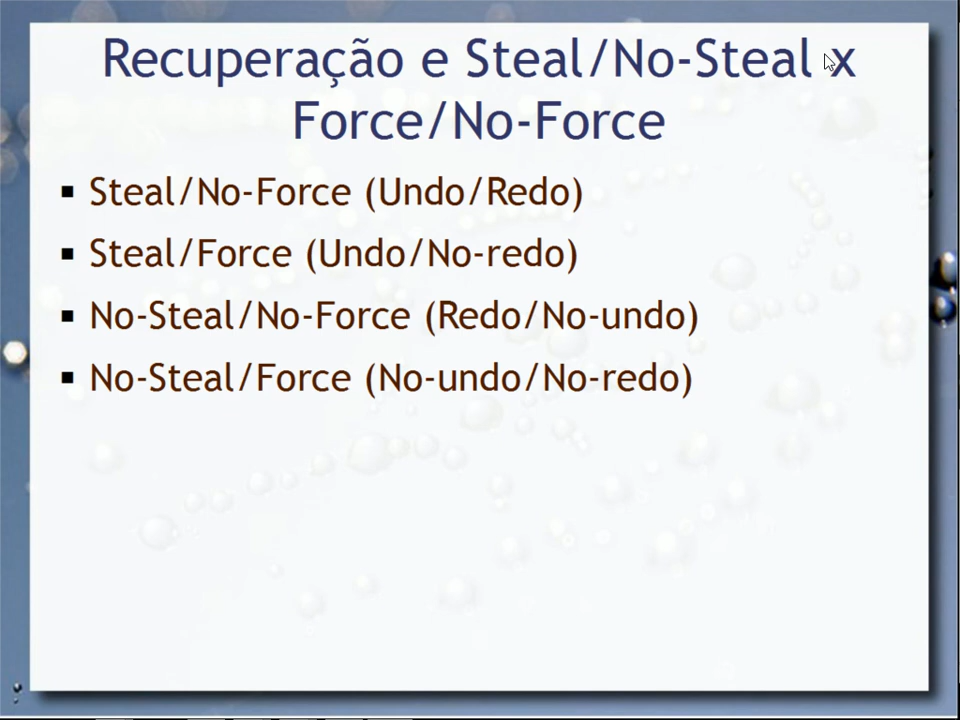 Recuperação e Steal/No-Steal x
Force/No-Force
Steal/No-Force (Undo/Redo)
Steal/Force (Undo/No-redo)
No-Steal/No-Force (Redo/No-undo)
No-Steal/Force (No-undo/No-redo)